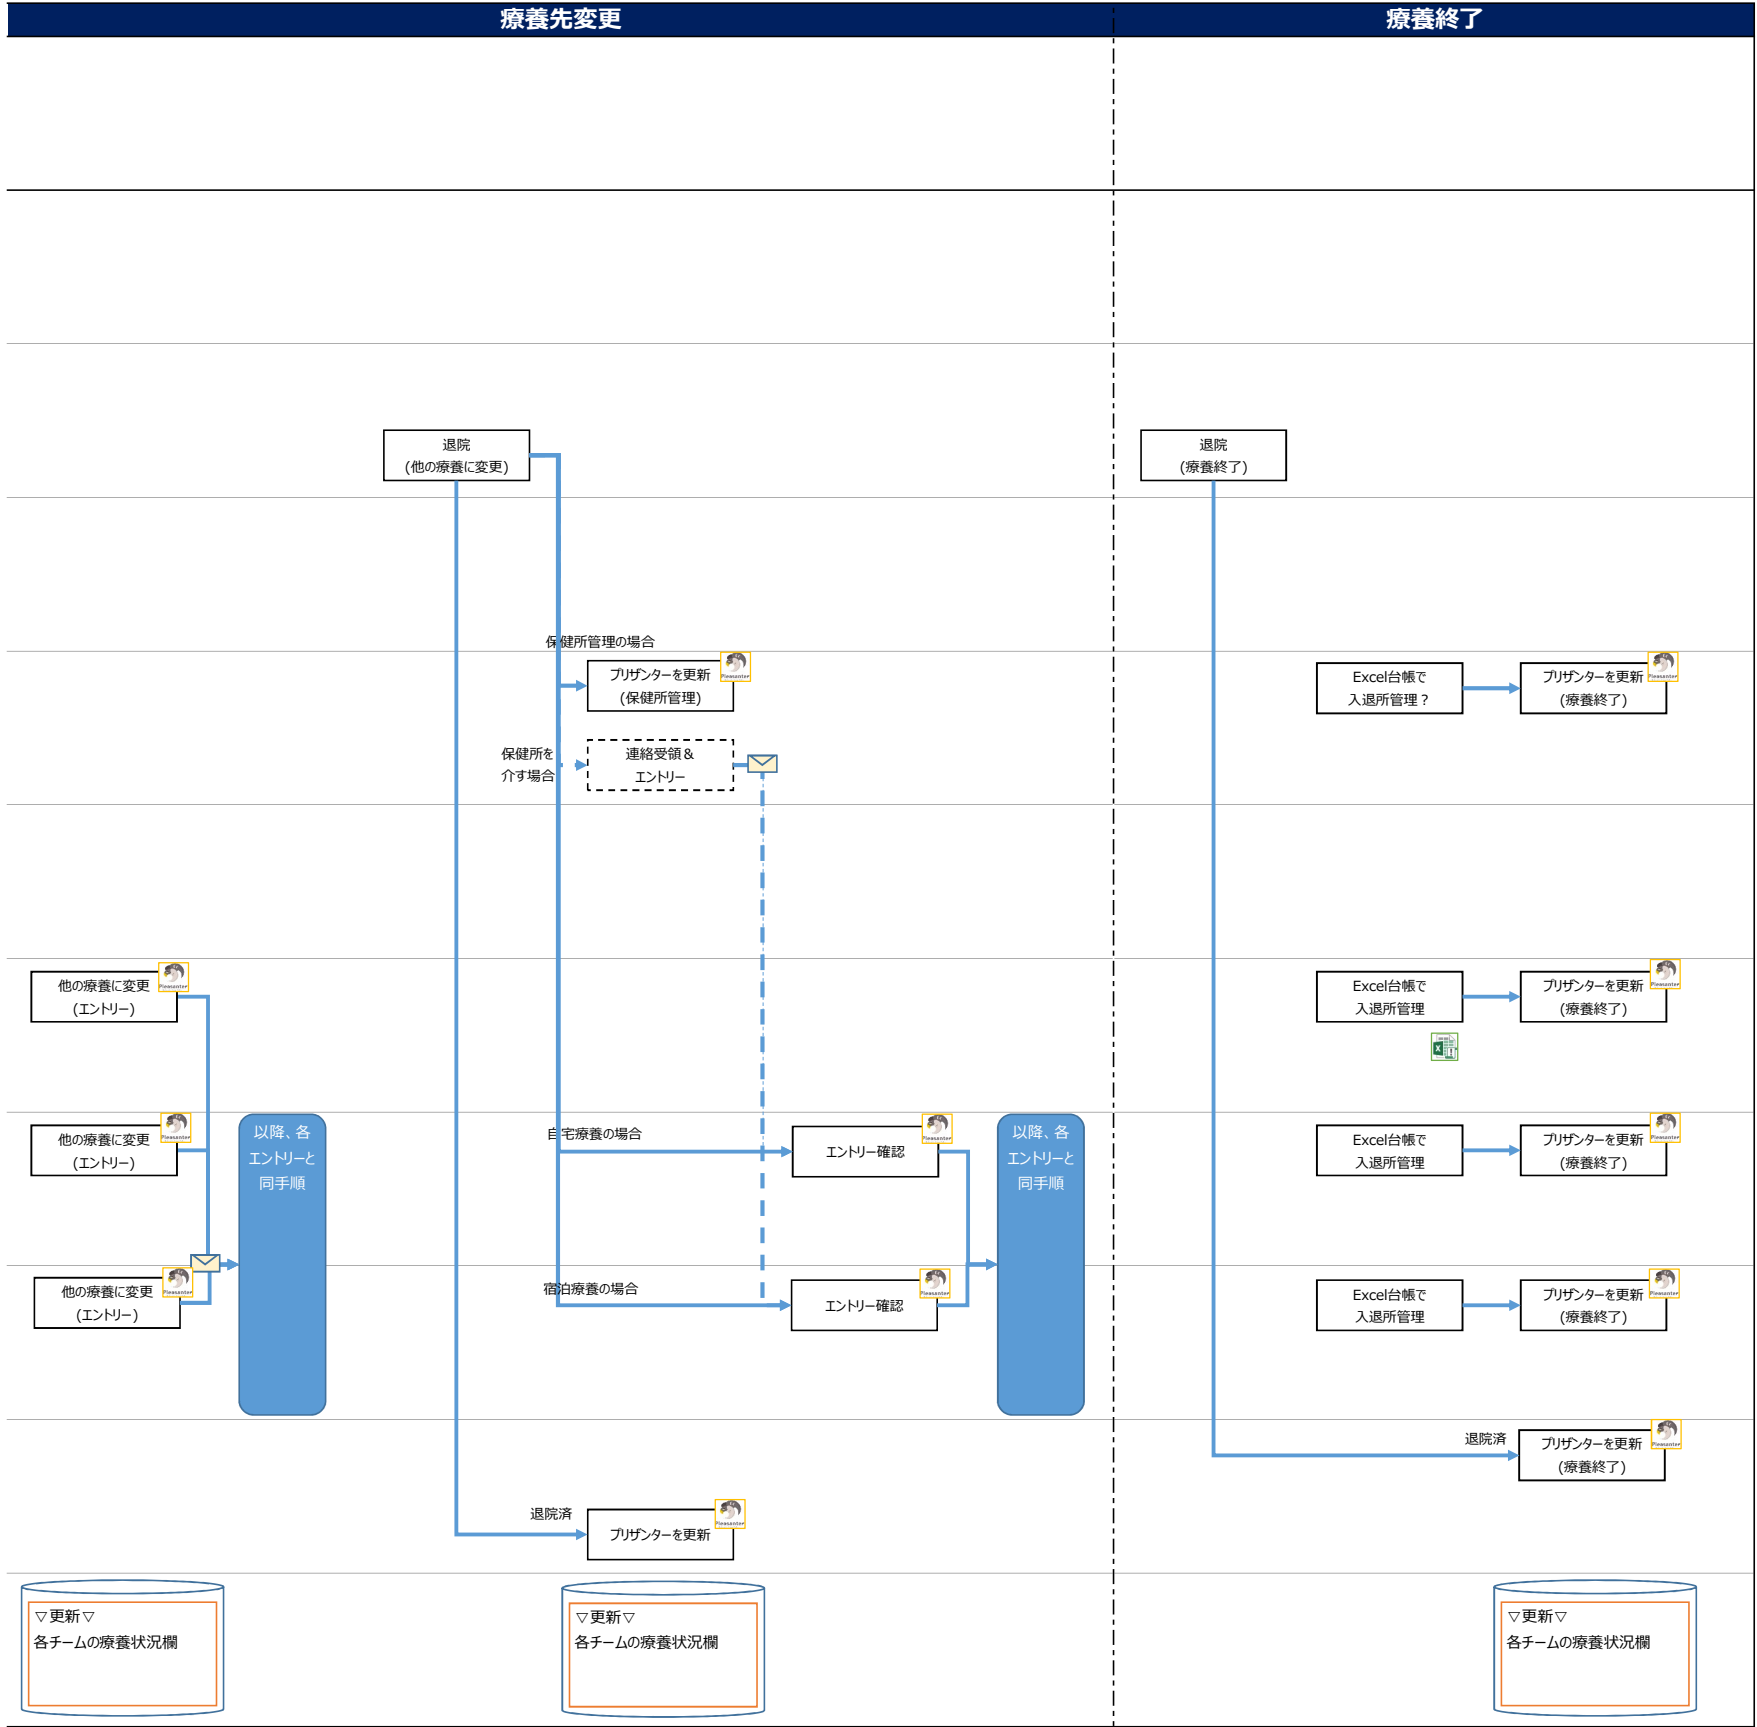 療養先変更
療養終了
退院
(他の療養に変更)
退院
(療養終了)
保健所管理の場合
プリザンターを更新
(保健所管理)
Pleasanter
Excel台帳で
入退所管理？
プリザンターを更新
(療養終了)
Pleasanter
保健所を
介す場合
連絡受領＆
エントリー
他の療養に変更
(エントリー)
Pleasanter
Excel台帳で
入退所管理
プリザンターを更新
(療養終了)
Pleasanter
他の療養に変更
(エントリー)
Pleasanter
以降、各
エントリーと
同手順
自宅療養の場合
エントリー確認
Pleasanter
以降、各
エントリーと
同手順
Excel台帳で
入退所管理
プリザンターを更新
(療養終了)
Pleasanter
他の療養に変更
(エントリー)
Pleasanter
宿泊療養の場合
エントリー確認
Pleasanter
Excel台帳で
入退所管理
プリザンターを更新
(療養終了)
Pleasanter
退院済
プリザンターを更新
(療養終了)
Pleasanter
退院済
プリザンターを更新
Pleasanter
▽更新▽
各チームの療養状況欄
▽更新▽
各チームの療養状況欄
▽更新▽
各チームの療養状況欄